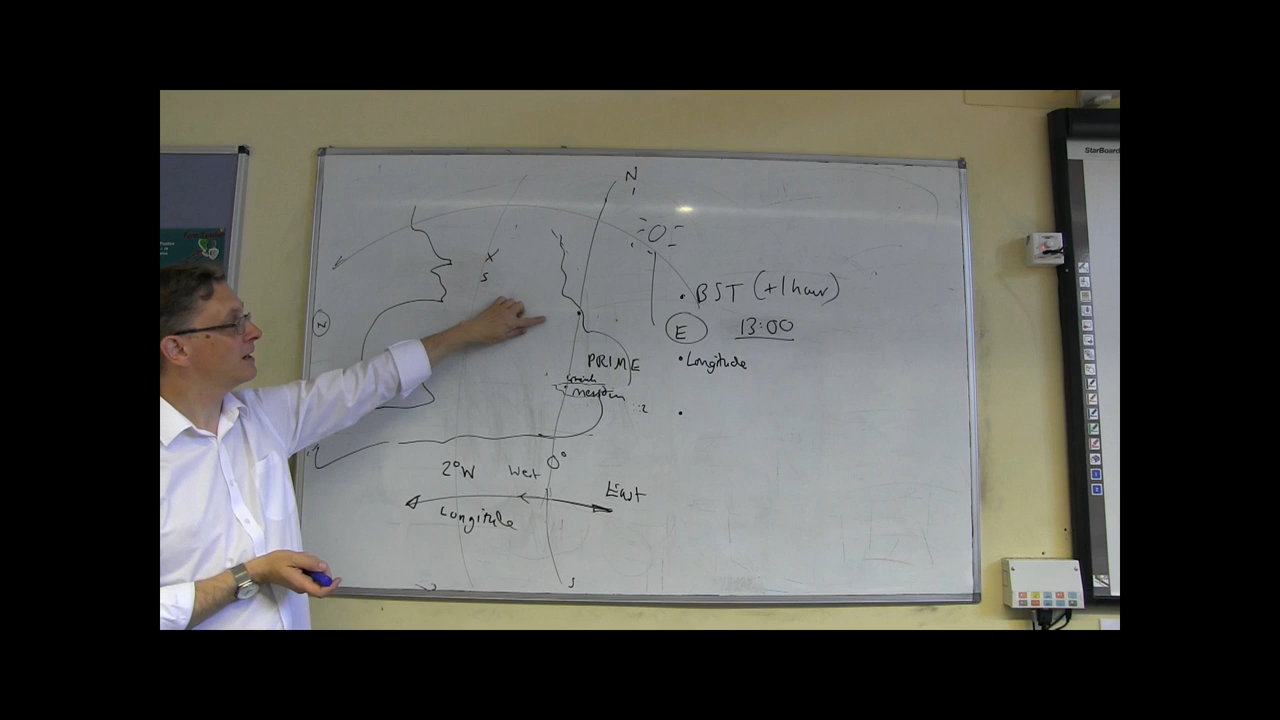 N
StarBoard
X
S
• BST (+1 hour)
E
13:00
PRIME
• Longitude
meridian
2°W
West
0°
East
Longitude
S